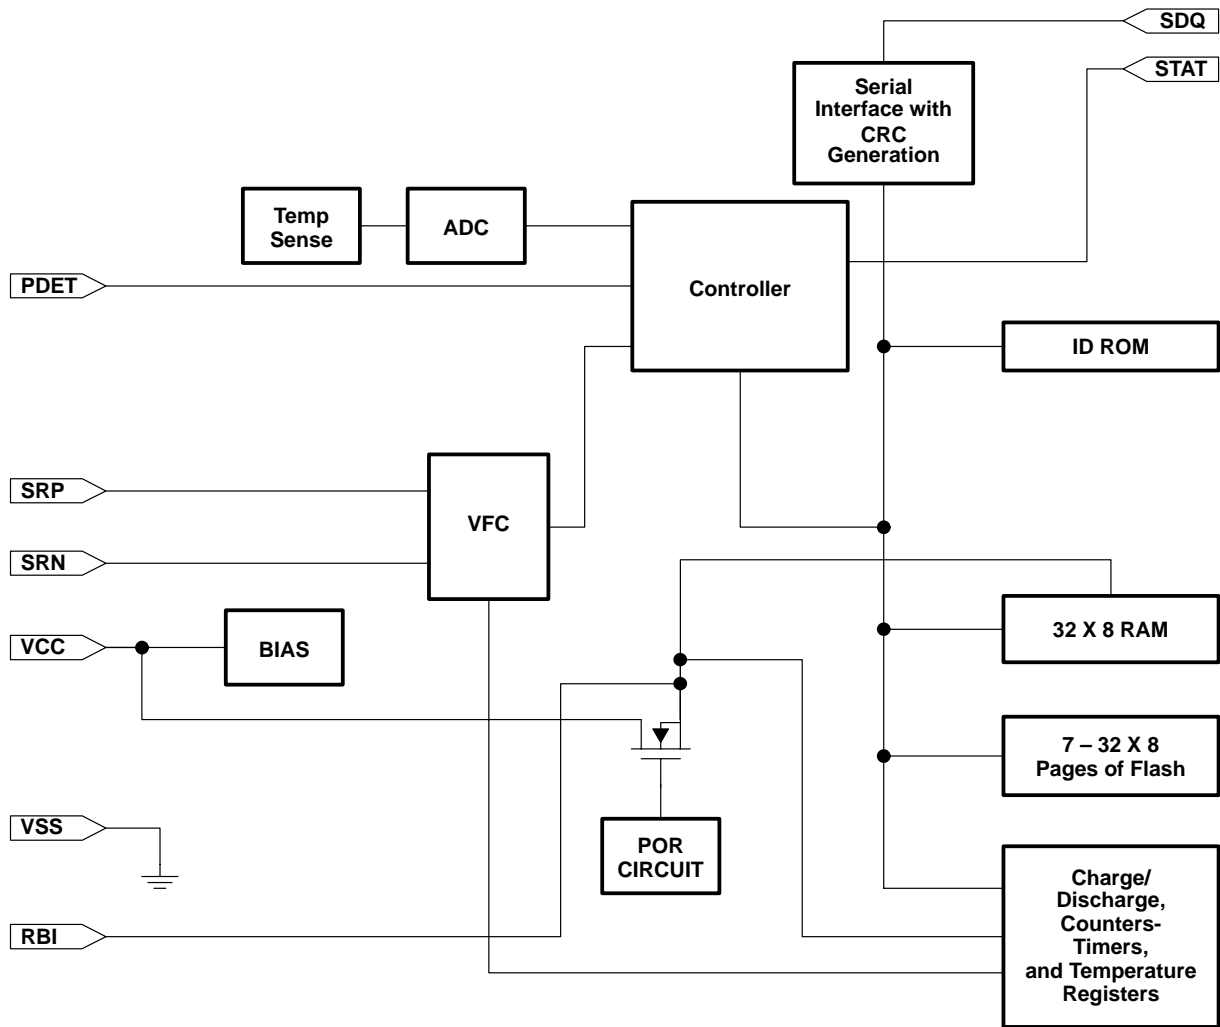 SDQ
STAT
Serial
Interface with
CRC
Generation
Temp
Sense
ADC
PDET
Controller
ID ROM
SRP
VFC
SRN
VCC
BIAS
32 X 8 RAM
7 – 32 X 8
Pages of Flash
VSS
POR
CIRCUIT
RBI
Charge/
Discharge,
Counters-
Timers,
and Temperature
Registers